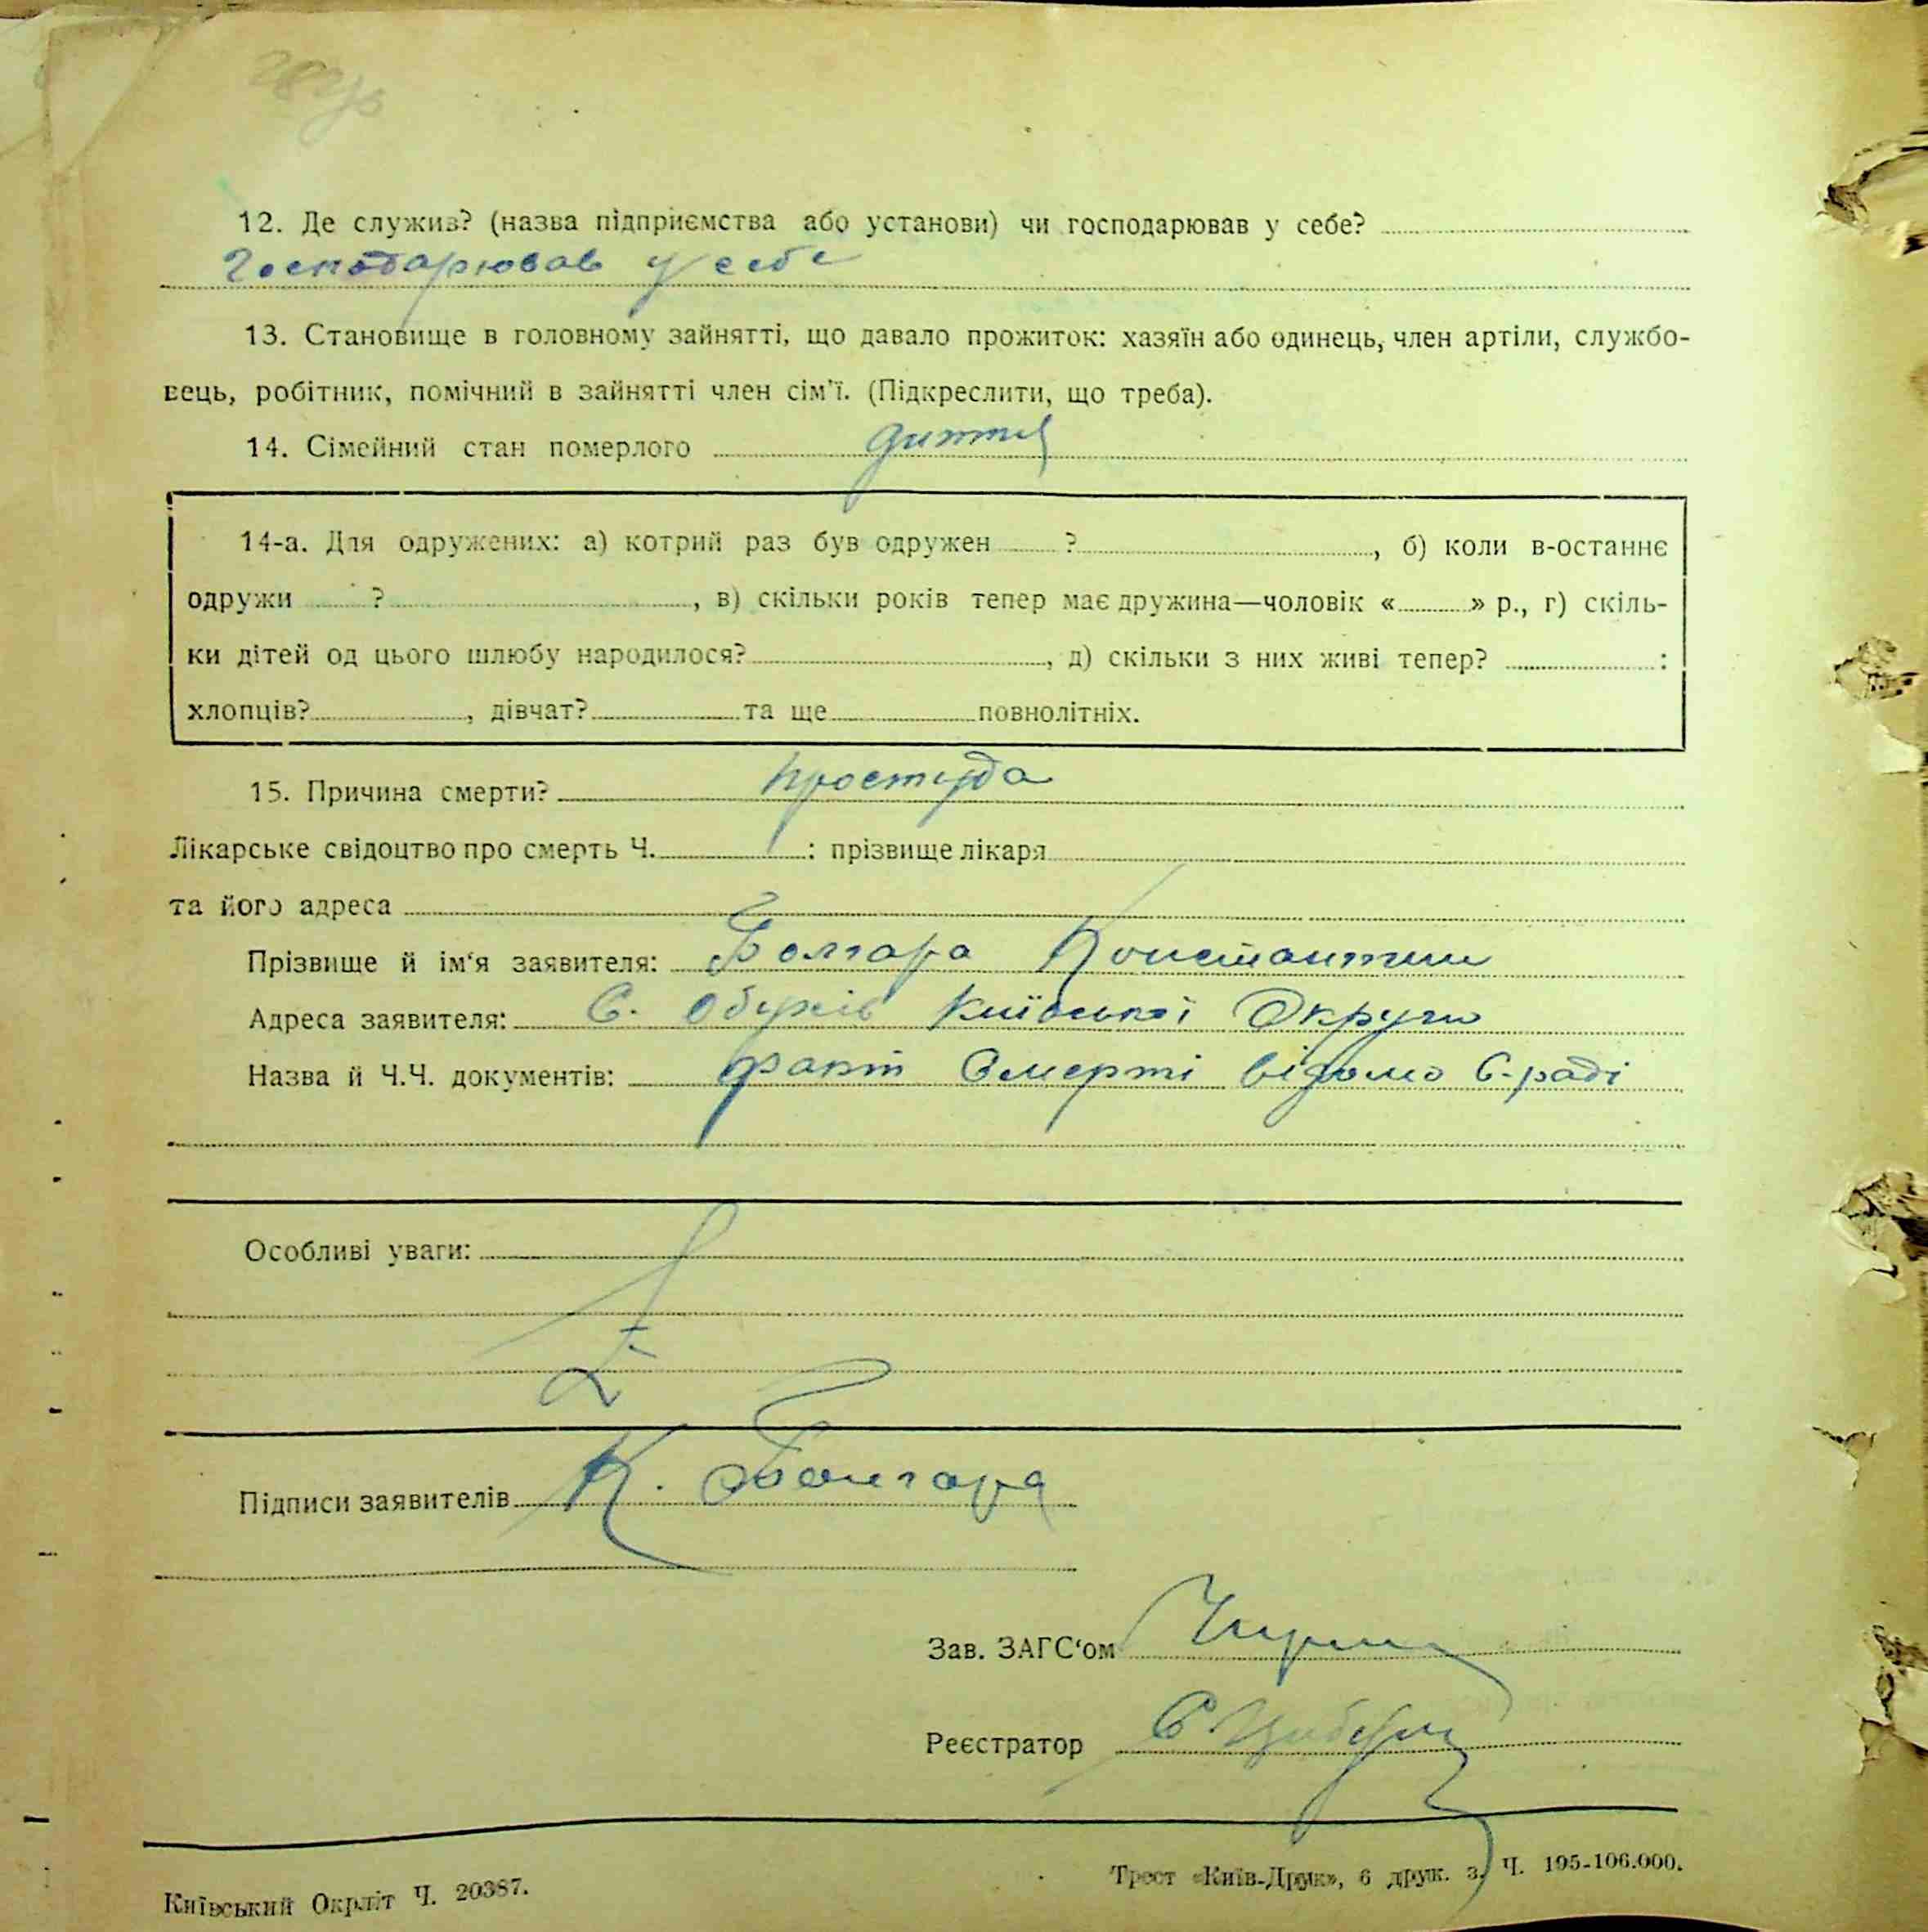 12. Де служив? (назва підприємства або установи) чи господарював у себе?
Господарював у себе
13. Становище в головному зайнятті, що давало прожиток: хазяїн або одинець, член артіли, службо-
вець, робітник, помічний в зайнятті член сім'ї. (Підкреслити, що треба).
14. Сімейний стан померлого дитина
14-а. Для одружених: а) котрий раз був одружен ?, б) коли в-останнє
одружи ?, в) скільки років тепер має дружина—чоловік « » р., г) скіль-
ки дітей од цього шлюбу народилося?, д) скільки з них живі тепер? :
хлопців?, дівчат? та ще повнолітніх.
15. Причина смерти? простуда
Лікарське свідоцтво про смерть Ч. : прізвище лікаря
та його адреса
Прізвище й ім'я заявителя: Болгара Константин
Адреса заявителя: С. Обухів Київської Округи
Назва й Ч.Ч. документів: факт Смерті відомо С-раді
Особливі уваги:
Підписи заявителів К. Болгара
Зав. ЗАГС'ом
Реєстратор
Київський Окрліт Ч. 20387.
Трест «Київ-Друк», 6 друк. з. Ч. 195-106.000.